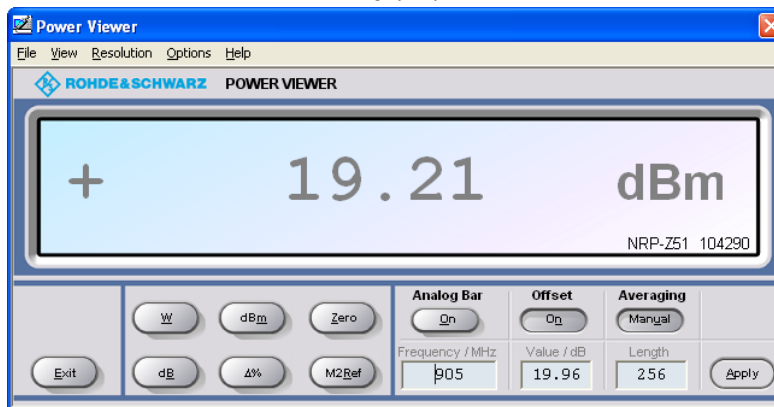 Power Viewer
File View Resolution Options Help
ROHDE&SCHWARZ POWER VIEWER
+ 19.21 dBm
NRP-Z51 104290
Analog Bar Offset Averaging
W dBm Zero On On Manual
Frequency / MHz Value / dB Length
Exit dB Δ% M2Ref 905 19.96 256 Apply